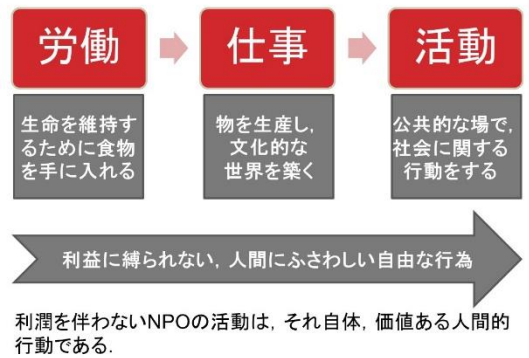 労働
仕事
活動
生命を維持す
るために食物
を手に入れる
物を生産し,
文化的な
世界を築く
公共的な場で,
社会に関する
行動をする
利益に縛られない, 人間にふさわしい自由な行為
利潤を伴わないNPOの活動は, それ自体, 価値ある人間的
行動である.